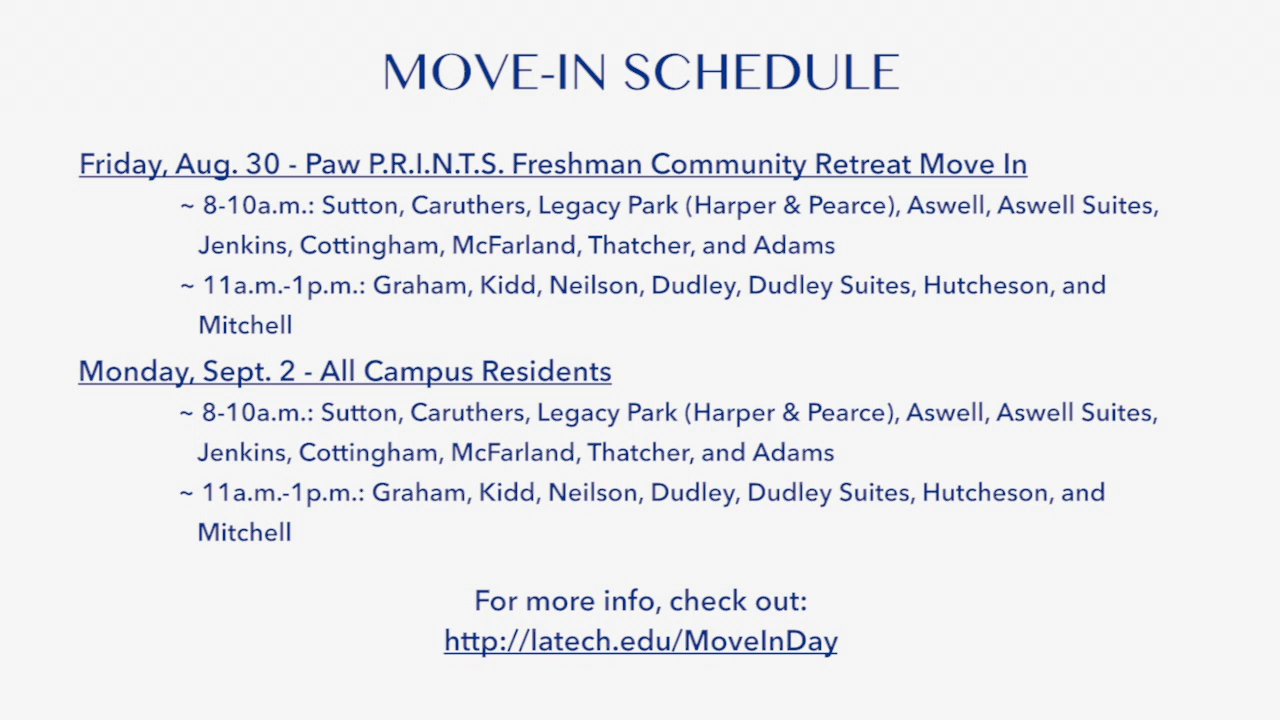 MOVE-IN SCHEDULE
Friday, Aug. 30 - Paw P.R.I.N.T.S. Freshman Community Retreat Move In
~ 8-10a.m.: Sutton, Caruthers, Legacy Park (Harper & Pearce), Aswell, Aswell Suites,
Jenkins, Cottingham, McFarland, Thatcher, and Adams
~ 11a.m.-1p.m.: Graham, Kidd, Neilson, Dudley, Dudley Suites, Hutcheson, and
Mitchell
Monday, Sept. 2 - All Campus Residents
~ 8-10a.m.: Sutton, Caruthers, Legacy Park (Harper & Pearce), Aswell, Aswell Suites,
Jenkins, Cottingham, McFarland, Thatcher, and Adams
~ 11a.m.-1p.m.: Graham, Kidd, Neilson, Dudley, Dudley Suites, Hutcheson, and
Mitchell
For more info, check out:
http://latech.edu/MoveInDay